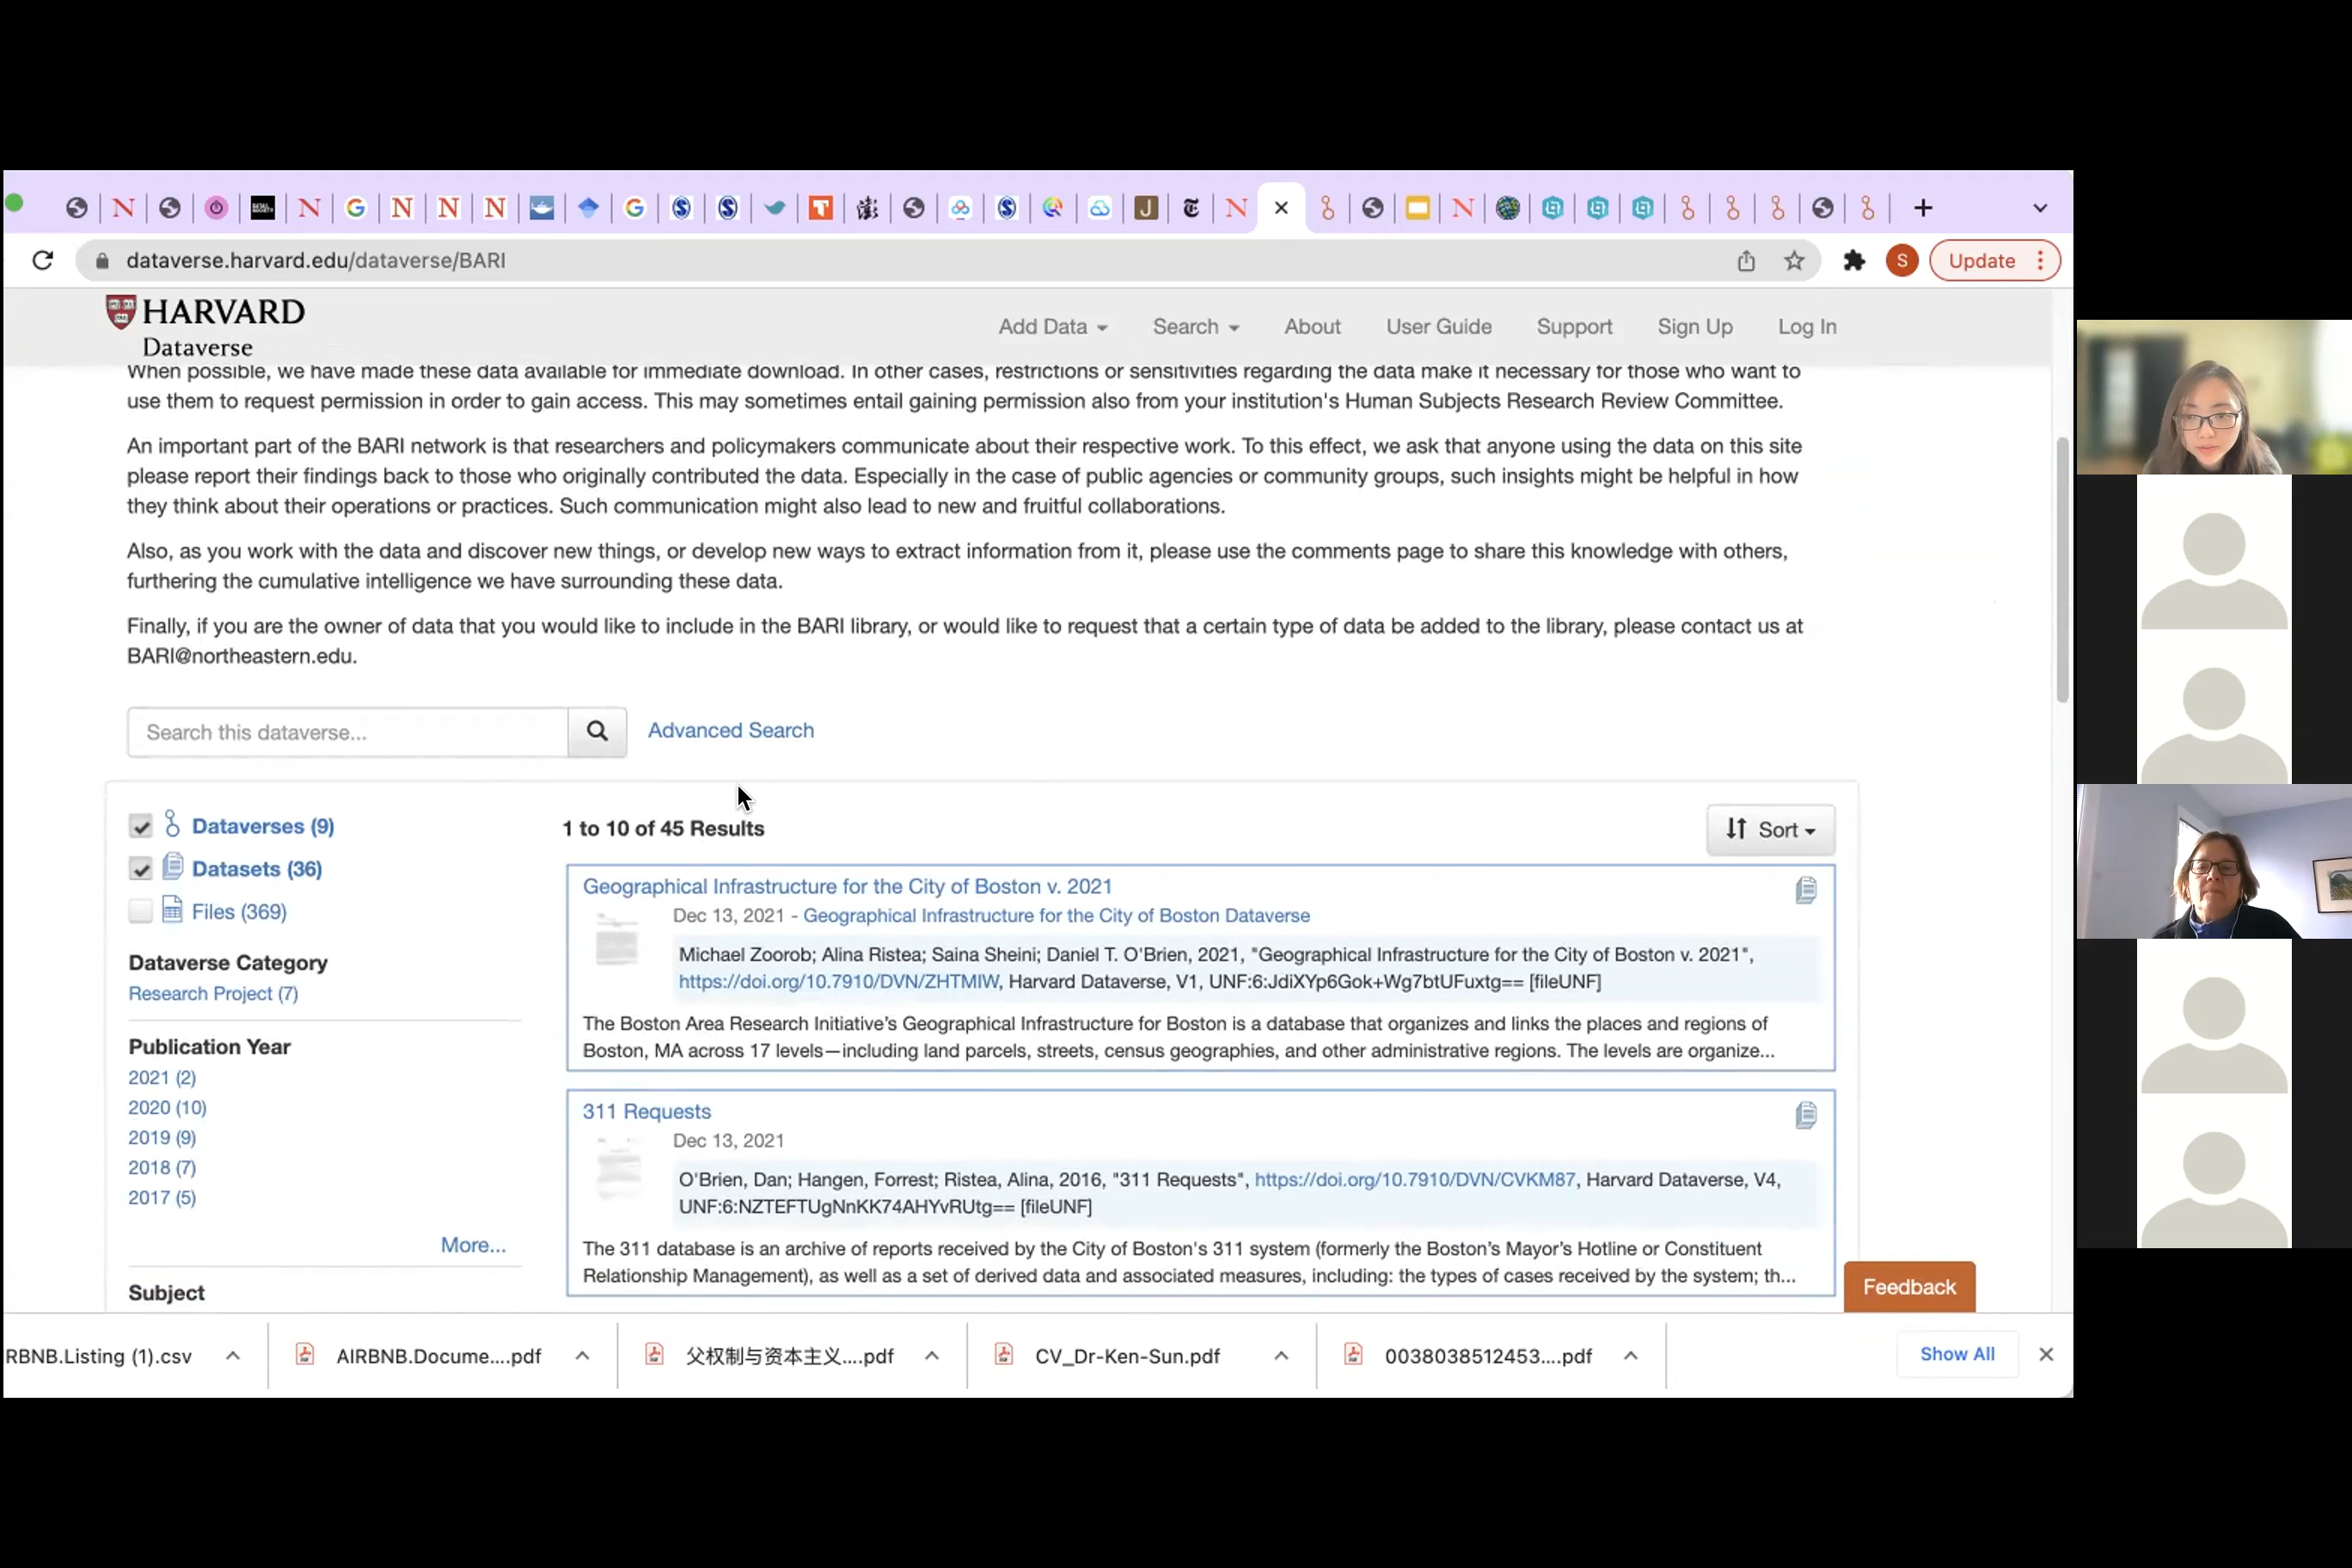 dataverse.harvard.edu/dataverse/BARI
S
Update
HARVARD
Dataverse
Add Data
Search
About
User Guide
Support
Sign Up
Log In
When possible, we have made these data available for immediate download. In other cases, restrictions or sensitivities regarding the data make it necessary for those who want to
use them to request permission in order to gain access. This may sometimes entail gaining permission also from your institution's Human Subjects Research Review Committee.
An important part of the BARI network is that researchers and policymakers communicate about their respective work. To this effect, we ask that anyone using the data on this site
please report their findings back to those who originally contributed the data. Especially in the case of public agencies or community groups, such insights might be helpful in how
they think about their operations or practices. Such communication might also lead to new and fruitful collaborations.
Also, as you work with the data and discover new things, or develop new ways to extract information from it, please use the comments page to share this knowledge with others,
furthering the cumulative intelligence we have surrounding these data.
Finally, if you are the owner of data that you would like to include in the BARI library, or would like to request that a certain type of data be added to the library, please contact us at
BARI@northeastern.edu.
Search this dataverse...
Advanced Search
Dataverses (9)
Datasets (36)
Files (369)
Dataverse Category
Research Project (7)
Publication Year
2021 (2)
2020 (10)
2019 (9)
2018 (7)
2017 (5)
More...
Subject
1 to 10 of 45 Results
Sort
Geographical Infrastructure for the City of Boston v. 2021
Dec 13, 2021 - Geographical Infrastructure for the City of Boston Dataverse
Michael Zoorob; Alina Ristea; Saina Sheini; Daniel T. O'Brien, 2021, "Geographical Infrastructure for the City of Boston v. 2021",
https://doi.org/10.7910/DVN/ZHTMIW, Harvard Dataverse, V1, UNF:6:JdiXYp6Gok+Wg7btUFuxtg== [fileUNF]
The Boston Area Research Initiative's Geographical Infrastructure for Boston is a database that organizes and links the places and regions of
Boston, MA across 17 levels—including land parcels, streets, census geographies, and other administrative regions. The levels are organize...
311 Requests
Dec 13, 2021
O'Brien, Dan; Hangen, Forrest; Ristea, Alina, 2016, "311 Requests", https://doi.org/10.7910/DVN/CVKM87, Harvard Dataverse, V4,
UNF:6:NZTEFTUgNnKK74AHYvRUtg== [fileUNF]
The 311 database is an archive of reports received by the City of Boston's 311 system (formerly the Boston's Mayor's Hotline or Constituent
Relationship Management), as well as a set of derived data and associated measures, including: the types of cases received by the system; th...
Feedback
RBNB.Listing (1).csv
AIRBNB.Docume....pdf
父权制与资本主义....pdf
CV_Dr-Ken-Sun.pdf
0038038512453....pdf
Show All